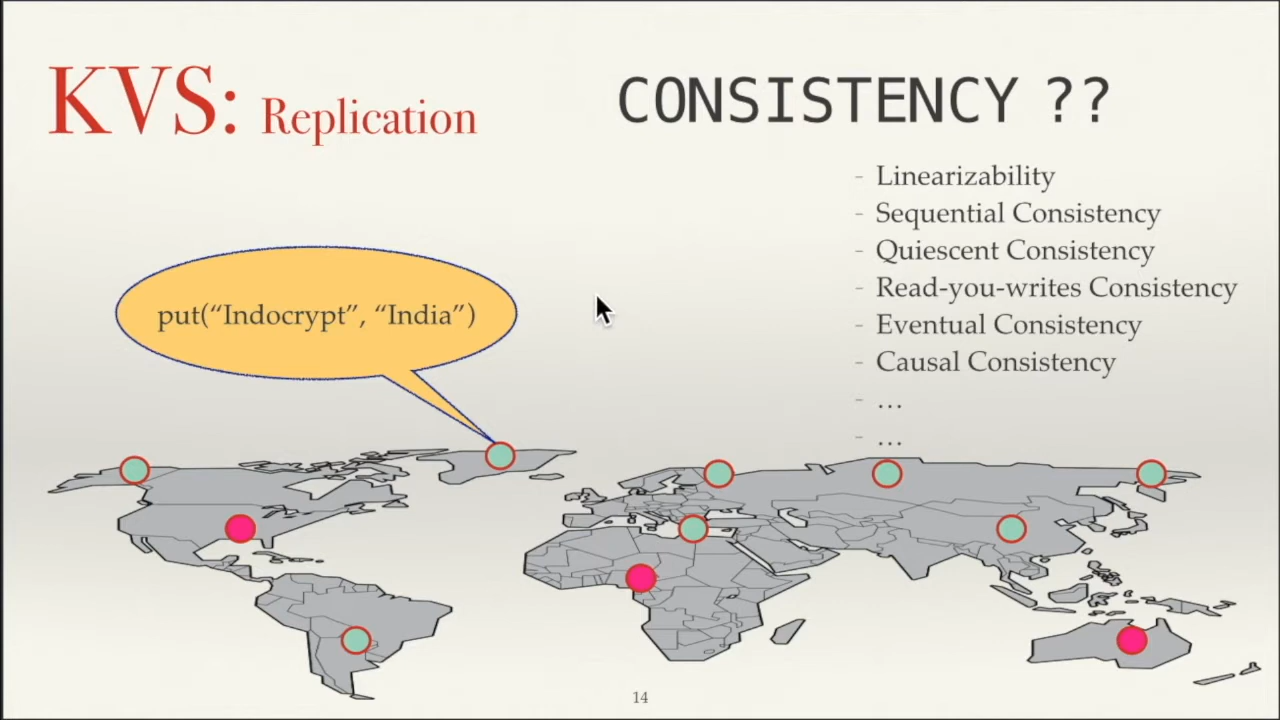 KVS: Replication
CONSISTENCY ??
- Linearizability
- Sequential Consistency
- Quiescent Consistency
- Read-you-writes Consistency
- Eventual Consistency
- Causal Consistency
- …
- …
put(“Indocrypt”, “India”)
14